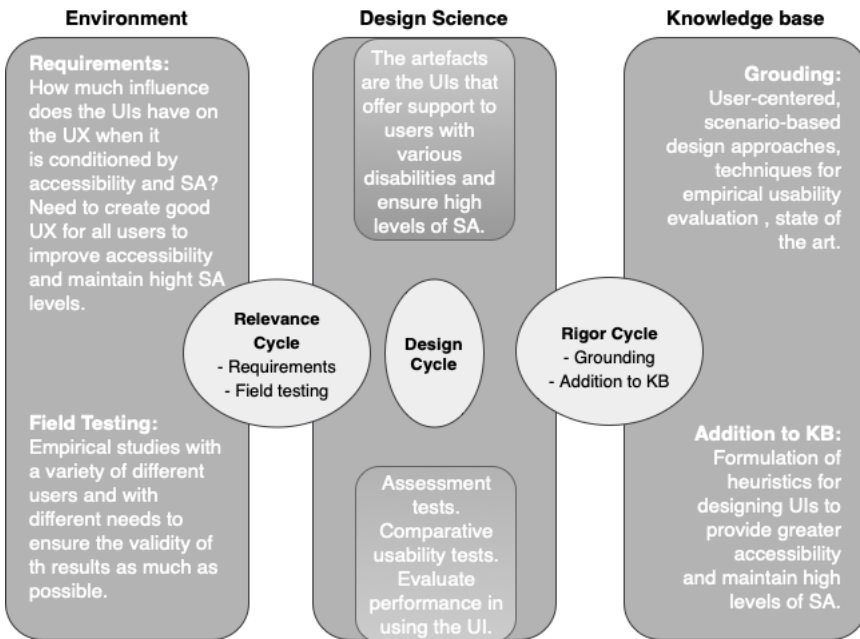 Environment
Requirements:
How much influence
does the UIs have on
the UX when it
is conditioned by
accessibility and SA?
Need to create good
UX for all users to
improve accessibility
and maintain hight SA
levels.
Field Testing:
Empirical studies with
a variety of different
users and with
different needs to
ensure the validity of
th results as much as
possible.
Relevance
Cycle
- Requirements
- Field testing
Design Science
The artefacts
are the UIs that
offer support to
users with
various
disabilities and
ensure high
levels of SA.
Design
Cycle
Assessment
tests.
Comparative
usability tests.
Evaluate
performance in
using the UI.
Rigor Cycle
- Grounding
- Addition to KB
Knowledge base
Grouding:
User-centered,
scenario-based
design approaches,
techniques for
empirical usability
evaluation , state of
the art.
Addition to KB:
Formulation of
heuristics for
designing UIs to
provide greater
accessibility
and maintain high
levels of SA.